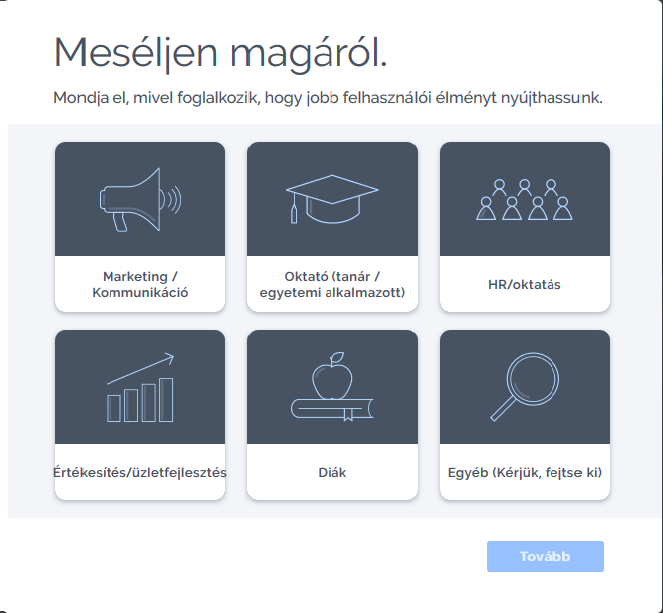 Meséljen magáról.
Mondja el, mivel foglalkozik, hogy jobb felhasználói élményt nyújthassunk.
Marketing /
Kommunikáció
Oktató (tanár /
egyetemi alkalmazott)
HR/oktatás
Értékesítés/üzletfejlesztés
Diák
Egyéb (Kérjük, fejtse ki)
Tovább